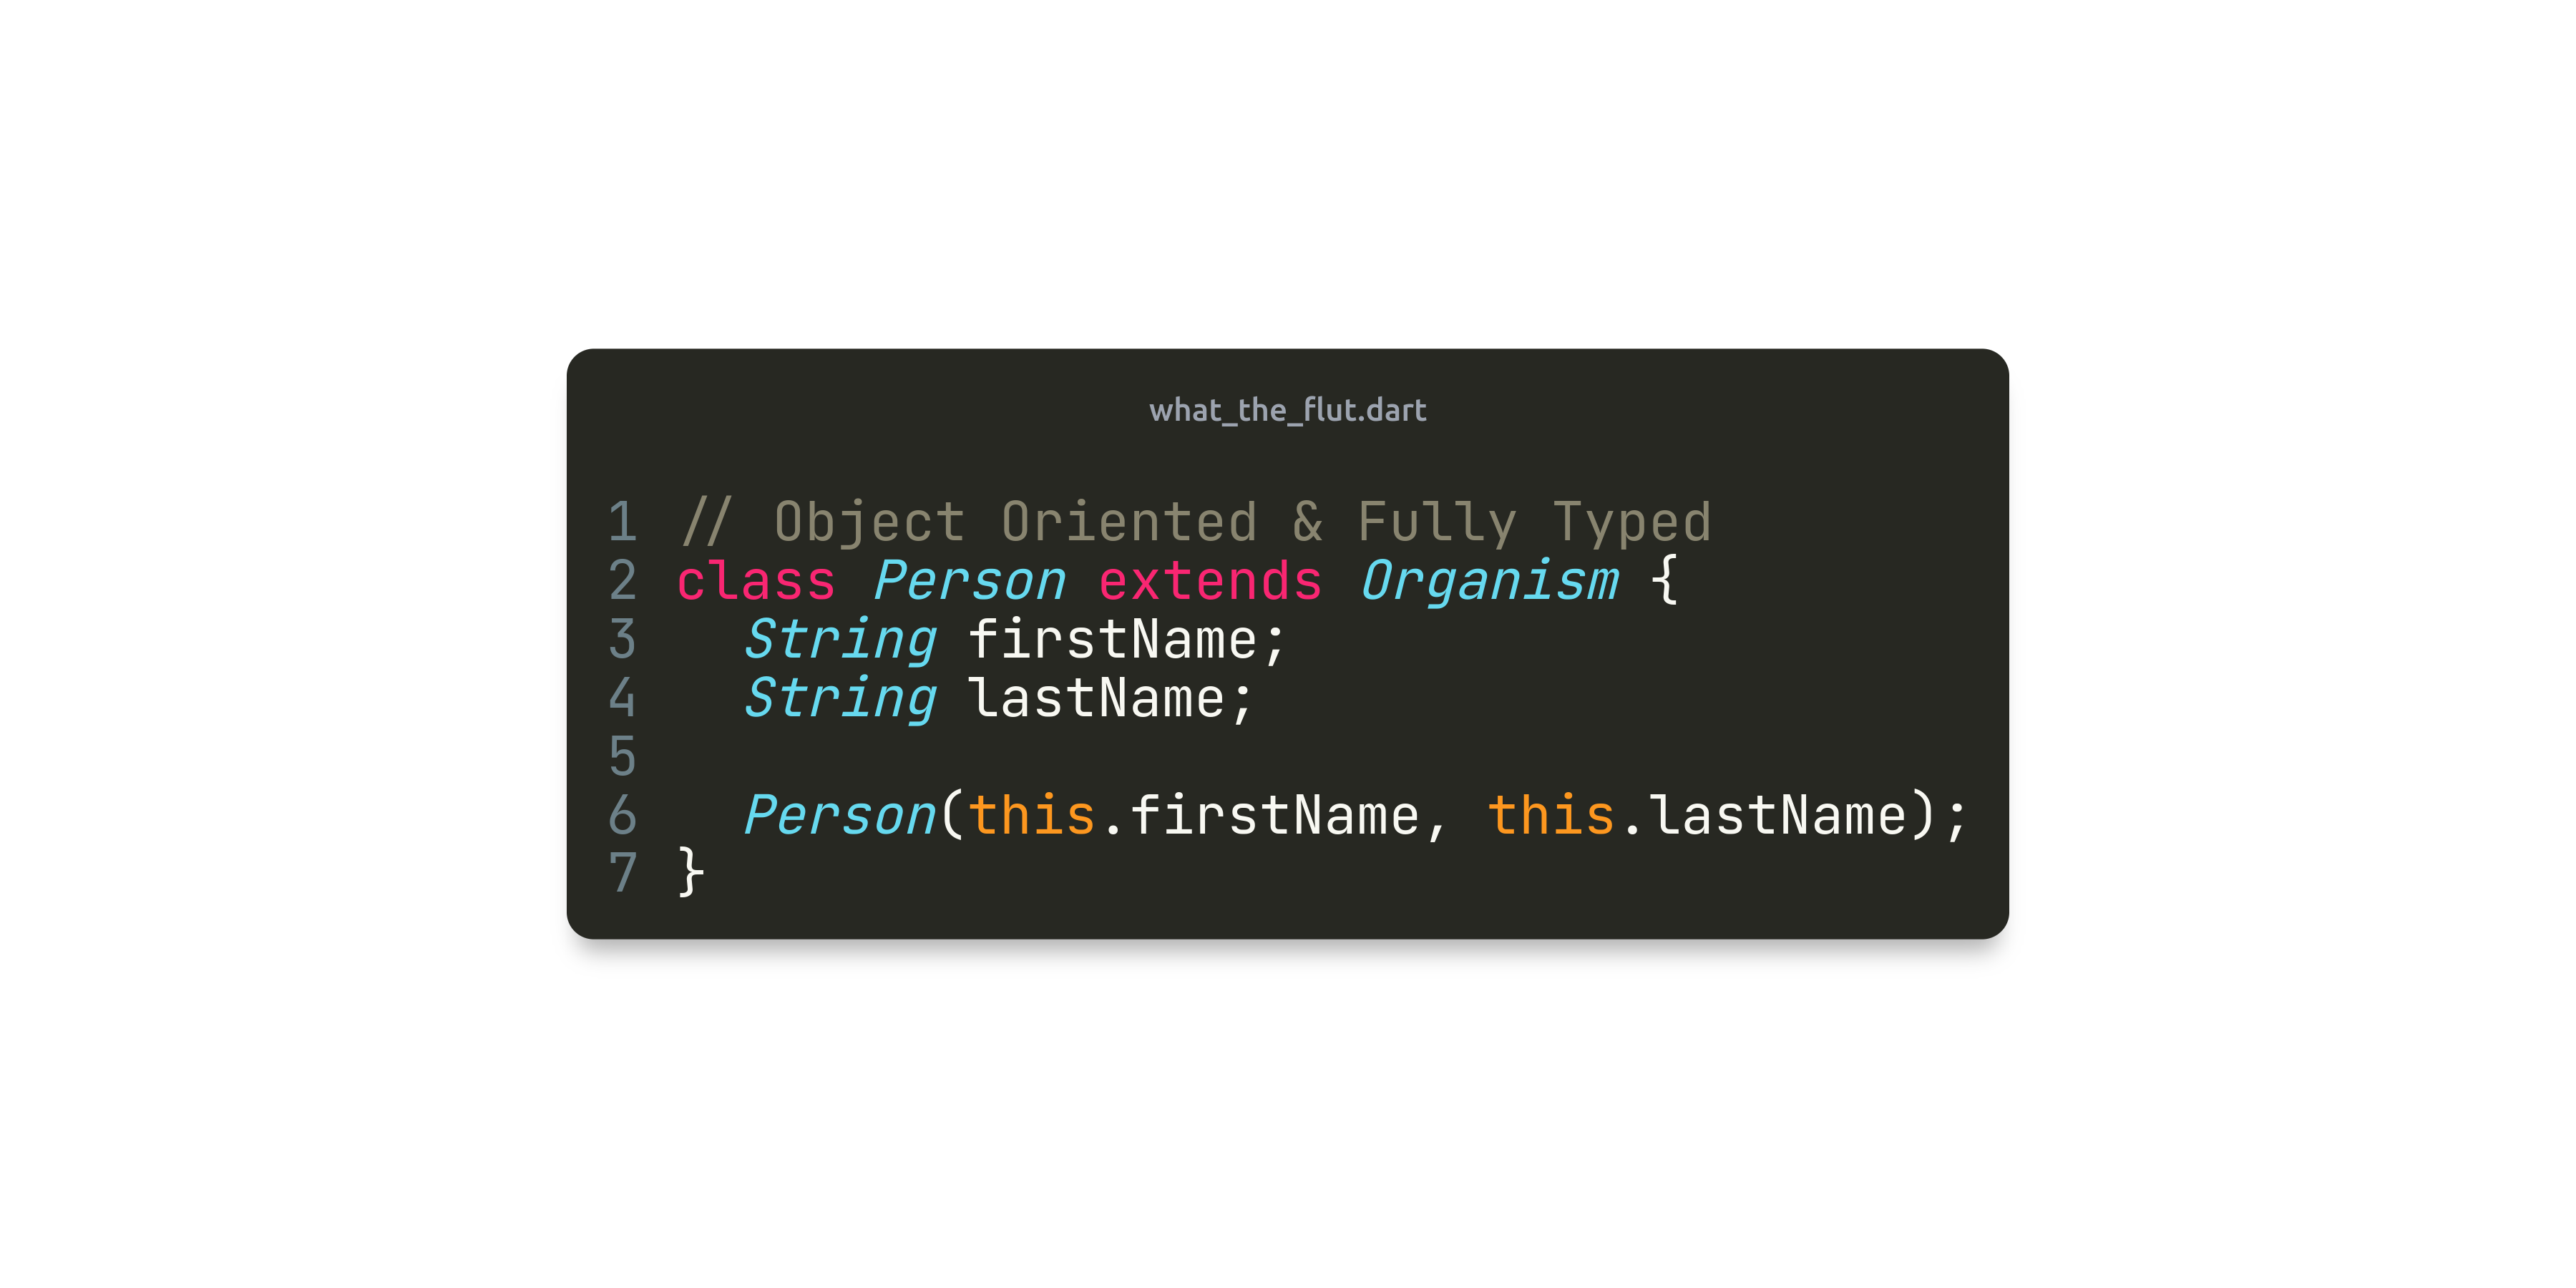 what_the_flut.dart
1 // Object Oriented & Fully Typed
2 class Person extends Organism {
3   String firstName;
4   String lastName;
5
6   Person(this.firstName, this.lastName);
7 }